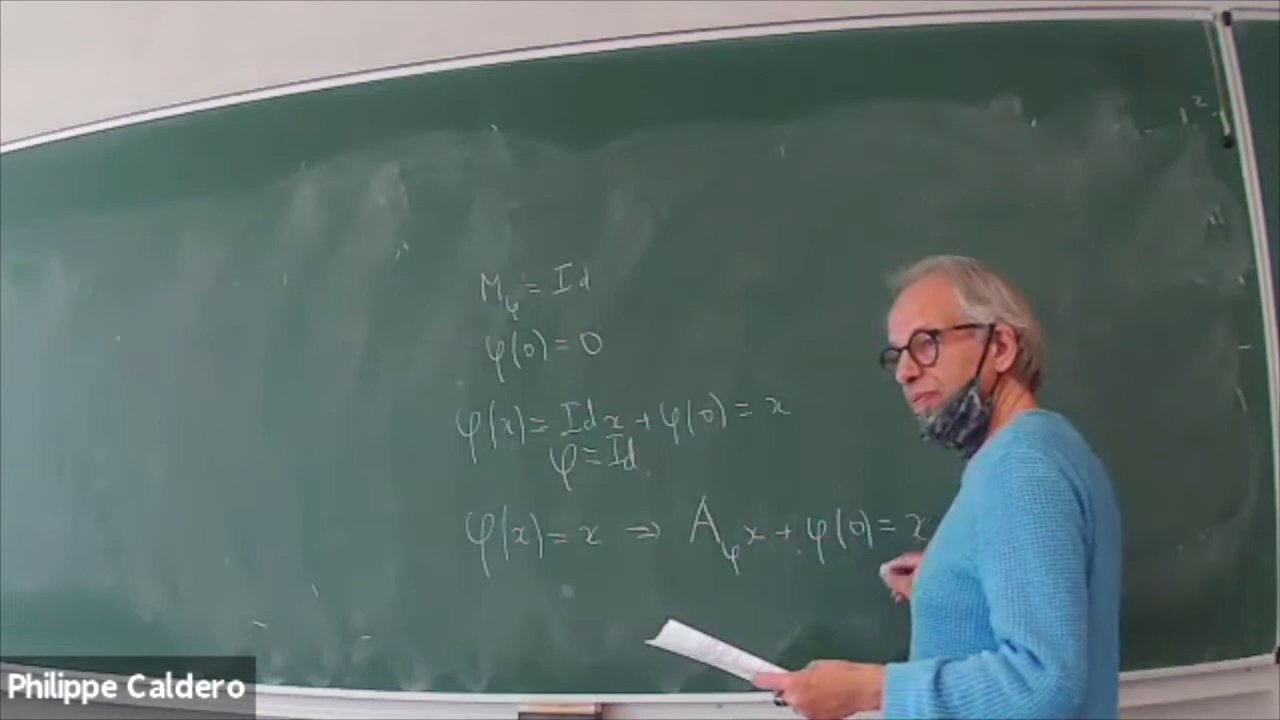 M_φ = Id
φ(0) = 0
φ(x) = Id x + φ(0) = x
φ = Id.
φ(x) = x ⇒ A_φ x + φ(0) = x
Philippe Caldero